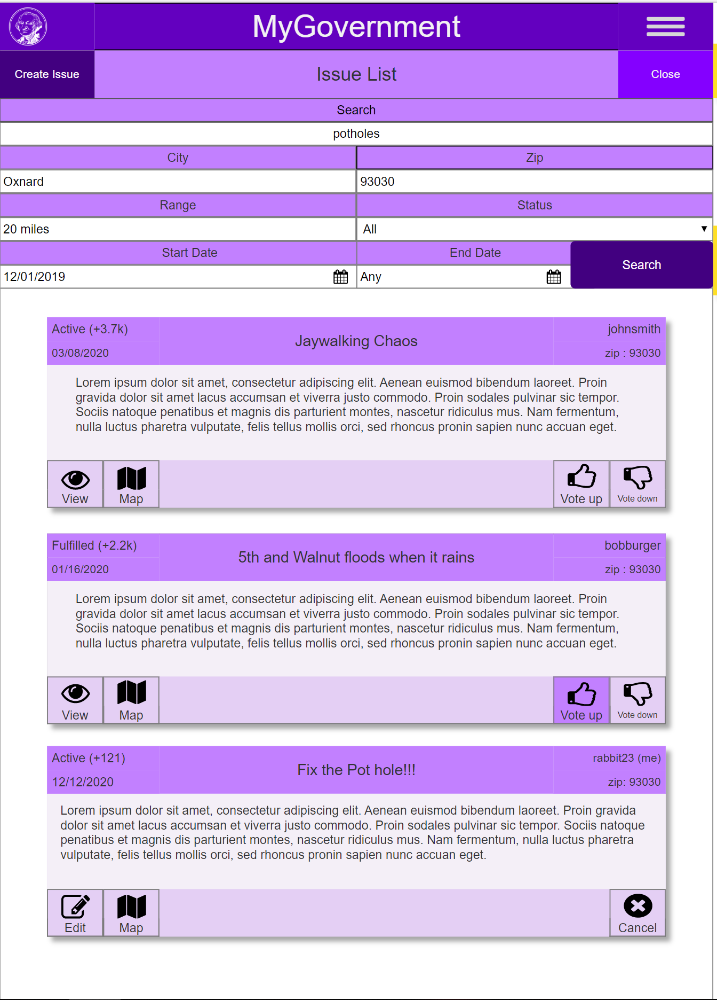 MyGovernment
Create Issue
Issue List
Close
Search
potholes
City
Zip
Oxnard
93030
Range
Status
20 miles
All
Start Date
End Date
Search
12/01/2019
Any
Active (+3.7k)
Jaywalking Chaos
johnsmith
03/08/2020
zip : 93030
Lorem ipsum dolor sit amet, consectetur adipiscing elit. Aenean euismod bibendum laoreet. Proin
gravida dolor sit amet lacus accumsan et viverra justo commodo. Proin sodales pulvinar sic tempor.
Sociis natoque penatibus et magnis dis parturient montes, nascetur ridiculus mus. Nam fermentum,
nulla luctus pharetra vulputate, felis tellus mollis orci, sed rhoncus pronin sapien nunc accuan eget.
View
Map
Vote up
Vote down
Fulfilled (+2.2k)
5th and Walnut floods when it rains
bobburger
01/16/2020
zip : 93030
Lorem ipsum dolor sit amet, consectetur adipiscing elit. Aenean euismod bibendum laoreet. Proin
gravida dolor sit amet lacus accumsan et viverra justo commodo. Proin sodales pulvinar sic tempor.
Sociis natoque penatibus et magnis dis parturient montes, nascetur ridiculus mus. Nam fermentum,
nulla luctus pharetra vulputate, felis tellus mollis orci, sed rhoncus pronin sapien nunc accuan eget.
View
Map
Vote up
Vote down
Active (+121)
Fix the Pot hole!!!
rabbit23 (me)
12/12/2020
zip: 93030
Lorem ipsum dolor sit amet, consectetur adipiscing elit. Aenean euismod bibendum laoreet. Proin gravida
dolor sit amet lacus accumsan et viverra justo commodo. Proin sodales pulvinar sic tempor. Sociis natoque
penatibus et magnis dis parturient montes, nascetur ridiculus mus. Nam fermentum, nulla luctus pharetra
vulputate, felis tellus mollis orci, sed rhoncus pronin sapien nunc accuan eget.
Edit
Map
Cancel